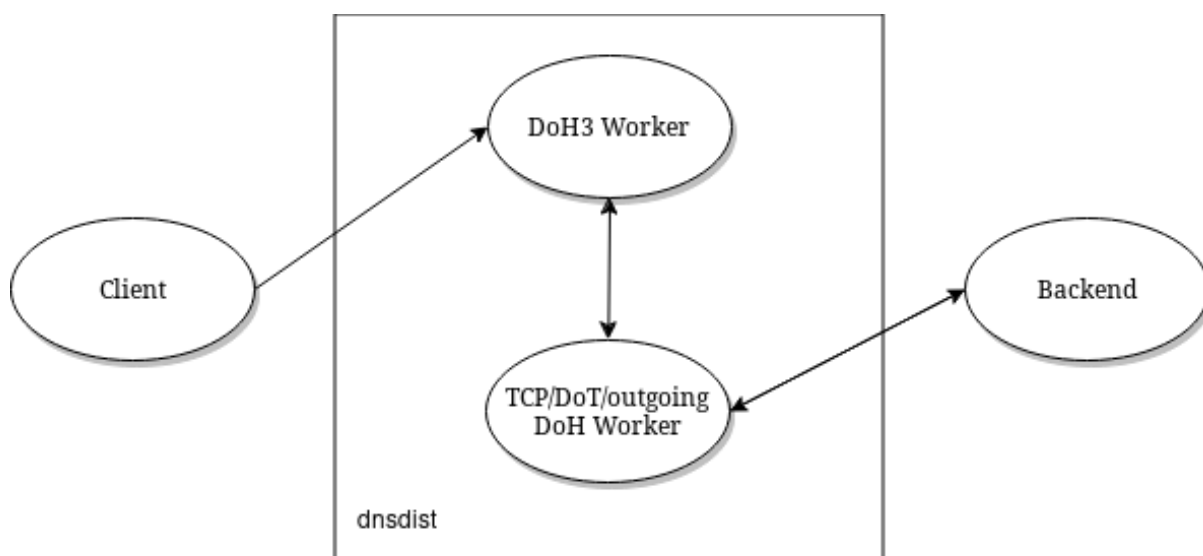 DoH3 Worker
Client
Backend
TCP/DoT/outgoing
DoH Worker
dnsdist